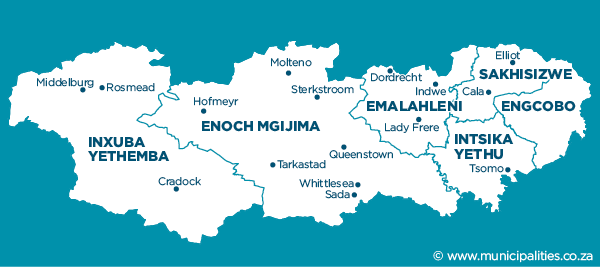 Elliot
Molteno
SAKHISIZWE
Dordrecht
Middelburg
Rosmead
Sterkstroom
Indwe
Cala
Hofmeyr
EMALAHLENI
ENGCOBO
ENOCH MGIJIMA
Lady Frere
INXUBA
YETHEMBA
INTSIKA
YETHU
Queenstown
Tarkastad
Tsomo
Cradock
Whittlesea
Sada
© www.municipalities.co.za